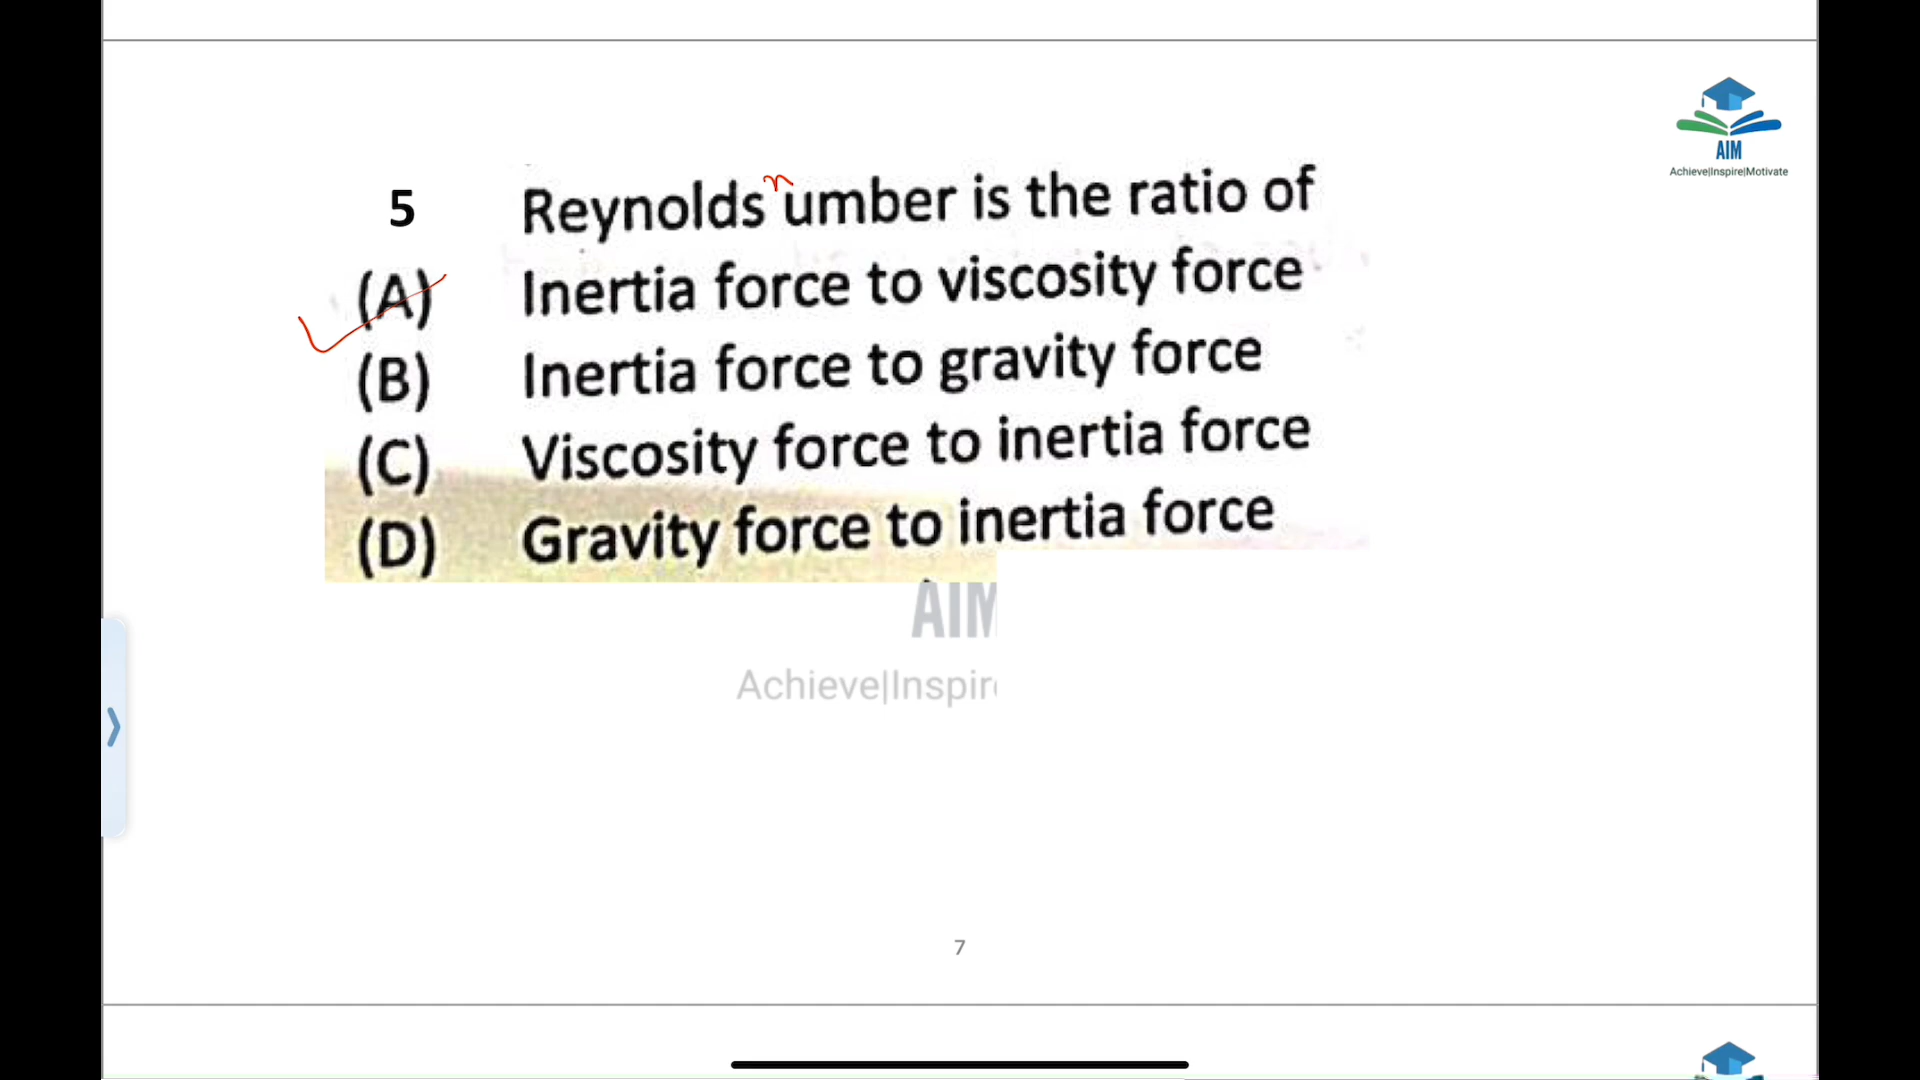 AIM
Achieve|Inspire|Motivate
5 Reynolds number is the ratio of
(A) Inertia force to viscosity force
(B) Inertia force to gravity force
(C) Viscosity force to inertia force
(D) Gravity force to inertia force
AIM
Achieve|Inspir
7